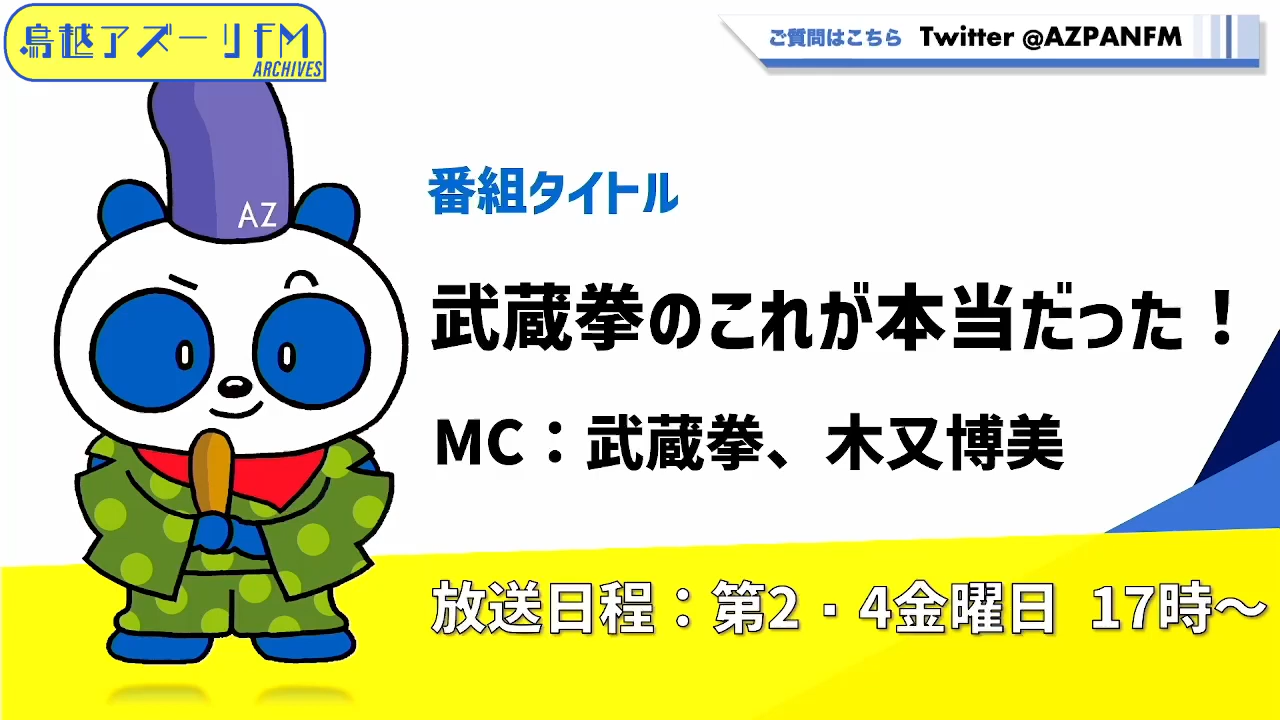 鳥越アズーリFM
ARCHIVES
ご質問はこちら Twitter @AZPANFM
AZ
番組タイトル
武蔵拳のこれが本当だった！
MC：武蔵拳、木又博美
放送日程：第2・4金曜日 17時～